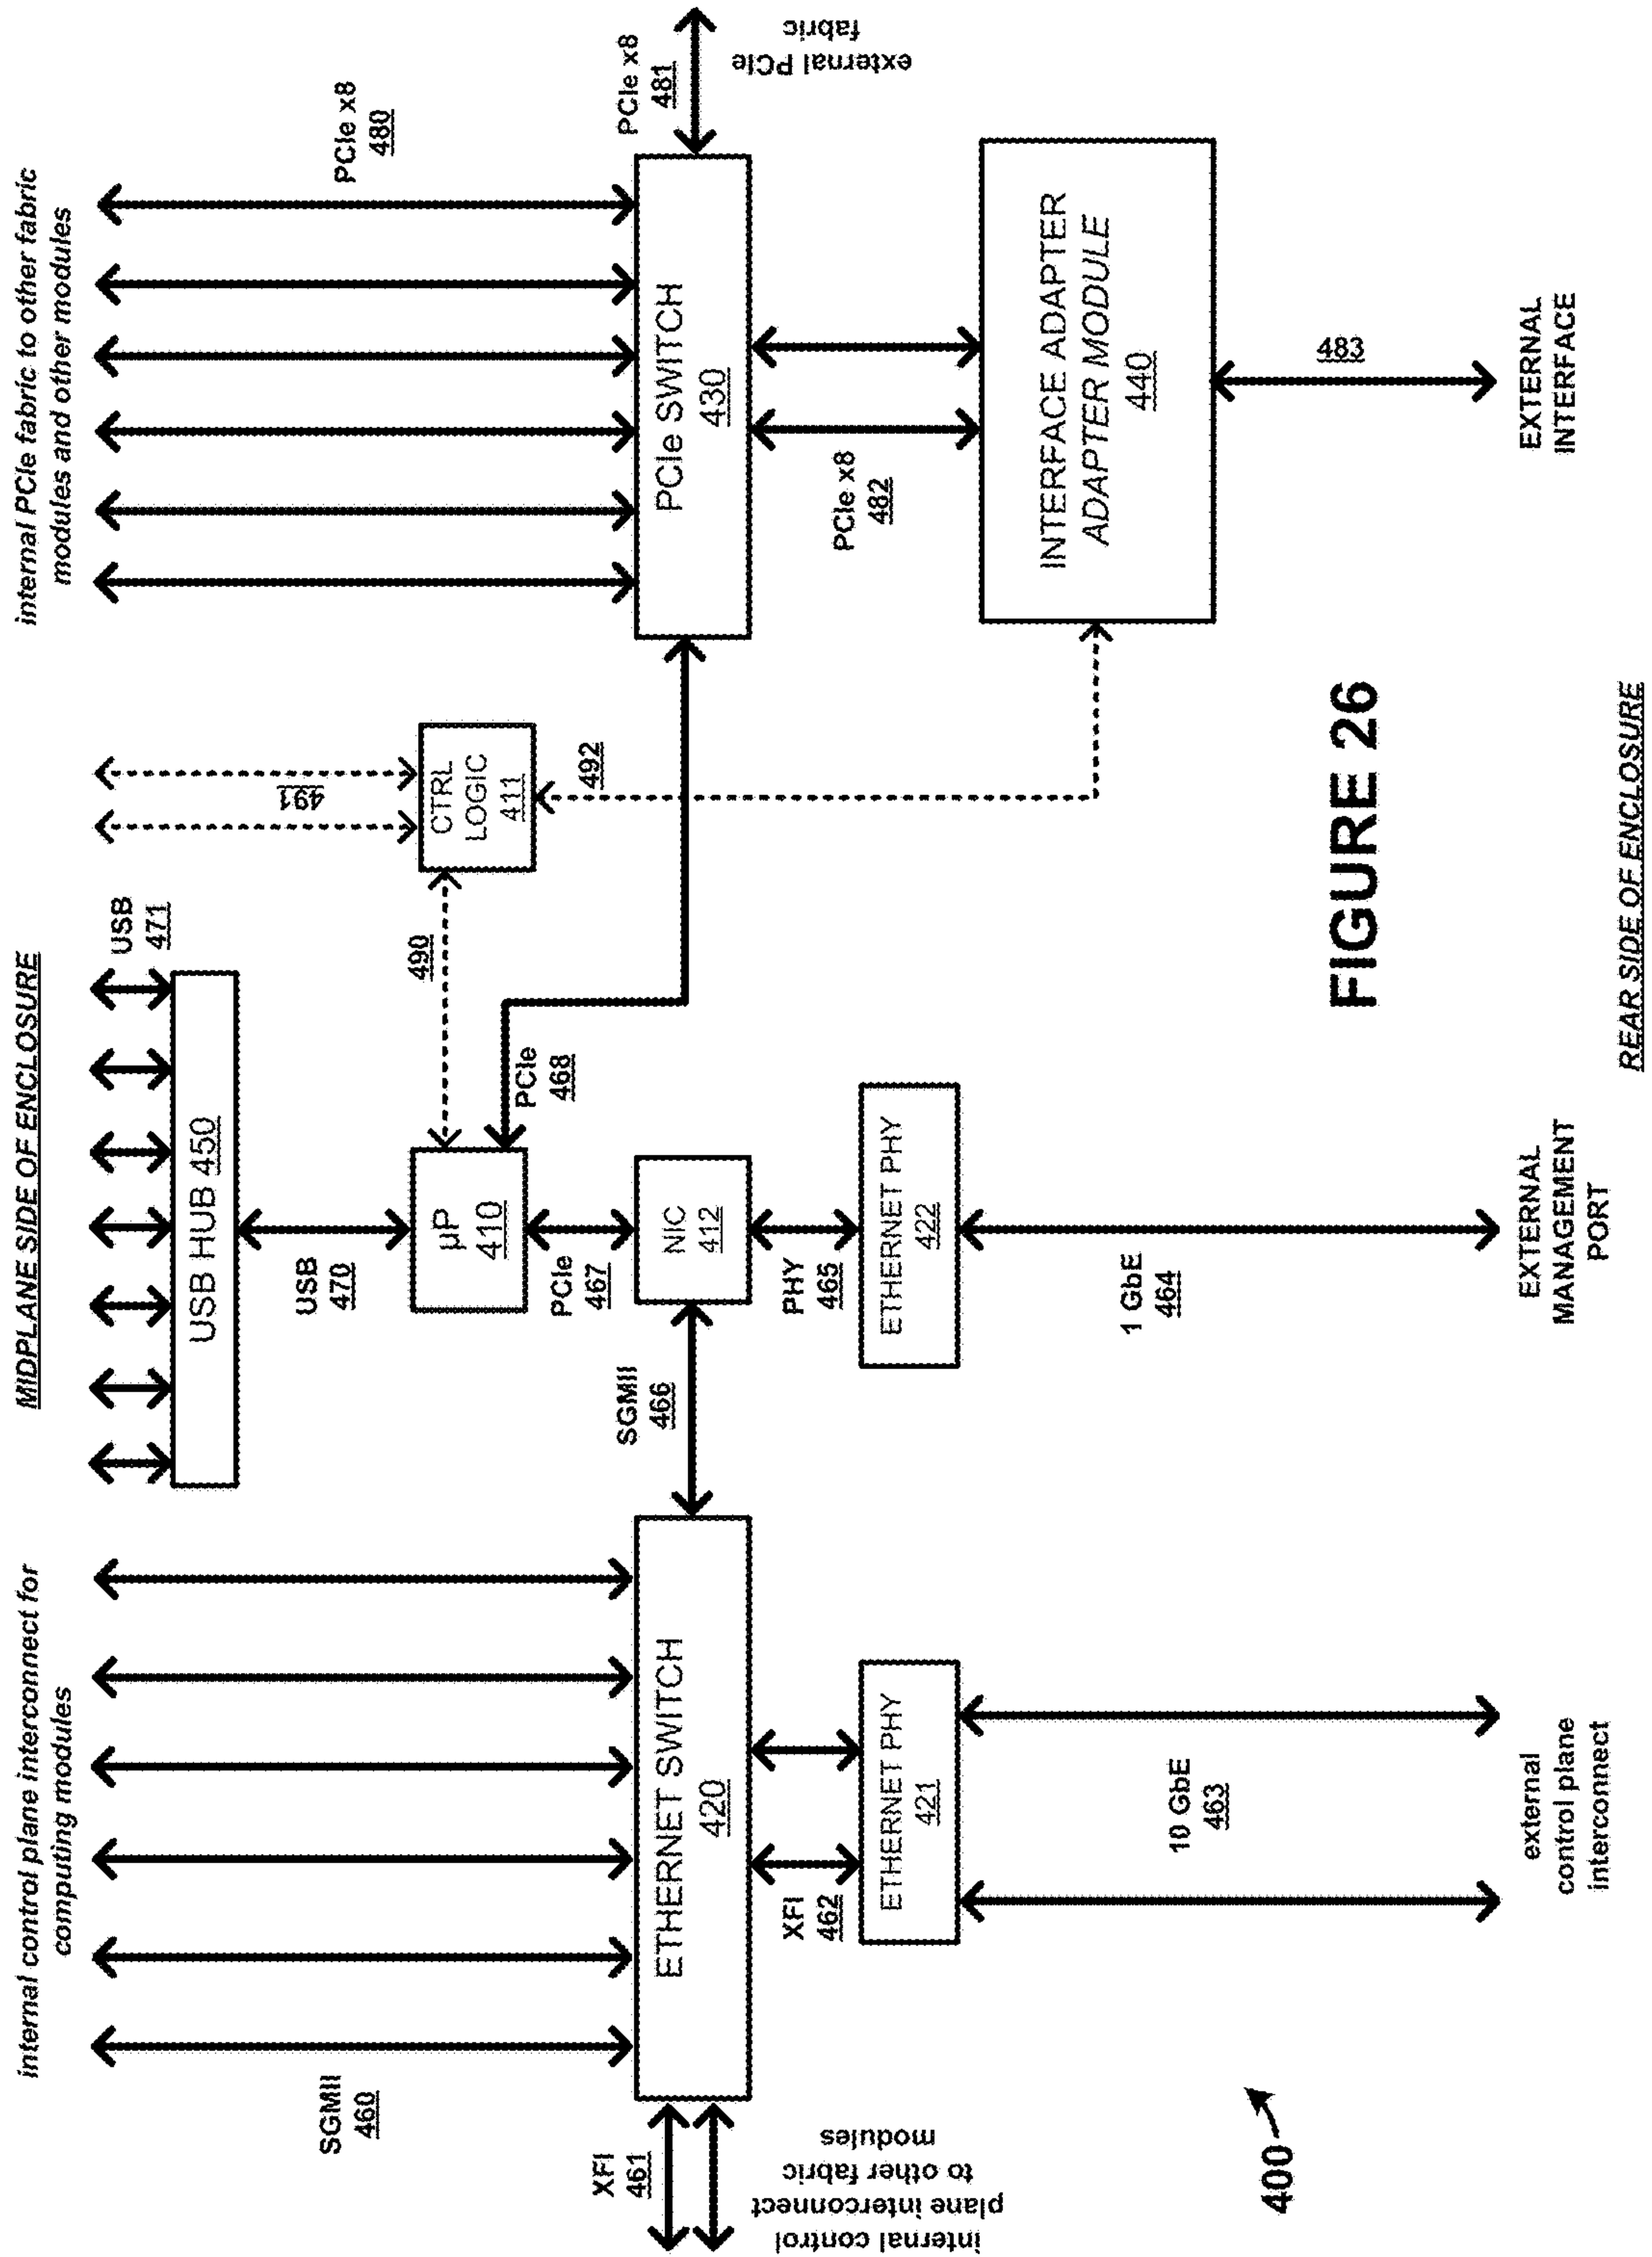 MIDPLANE SIDE OF ENCLOSURE
internal control plane interconnect for
computing modules
internal PCIe fabric to other fabric
modules and other modules
USB
471
USB HUB 450
SGMII
460
USB
470
491
PCIe x8
480
490
µP
410
CTRL
LOGIC
411
PCIe
468
492
XFI
461
internal control
plane interconnect
to other fabric
modules
ETHERNET SWITCH
420
SGMII
466
PCIe
467
NIC
412
PCIe SWITCH
430
PCIe x8
481
external PCIe
fabric
XFI
462
PHY
465
PCIe x8
482
ETHERNET PHY
421
ETHERNET PHY
422
INTERFACE ADAPTER
ADAPTER MODULE
440
10 GbE
463
1 GbE
464
483
400
FIGURE 26
external
control plane
interconnect
EXTERNAL
MANAGEMENT
PORT
EXTERNAL
INTERFACE
REAR SIDE OF ENCLOSURE